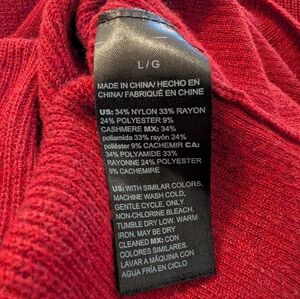 L/G
MADE IN CHINA/ HECHO EN
CHINA/ FABRIQUÉ EN CHINE
US: 34% NYLON 33% RAYON
24% POLYESTER 9%
CASHMERE MX: 34%
poliamida 33% rayón 24%
poliéster 9% CACHEMIR CA:
34% POLYAMIDE 33%
RAYONNE 24% POLYESTER
9% CACHEMIRE
US: WITH SIMILAR COLORS,
MACHINE WASH COLD,
GENTLE CYCLE, ONLY
NON-CHLORINE BLEACH,
TUMBLE DRY LOW, WARM
IRON, MAY BE DRY
CLEANED MX: CON
COLORES SIMILARES,
LAVAR A MÁQUINA CON
AGUA FRÍA EN CICLO